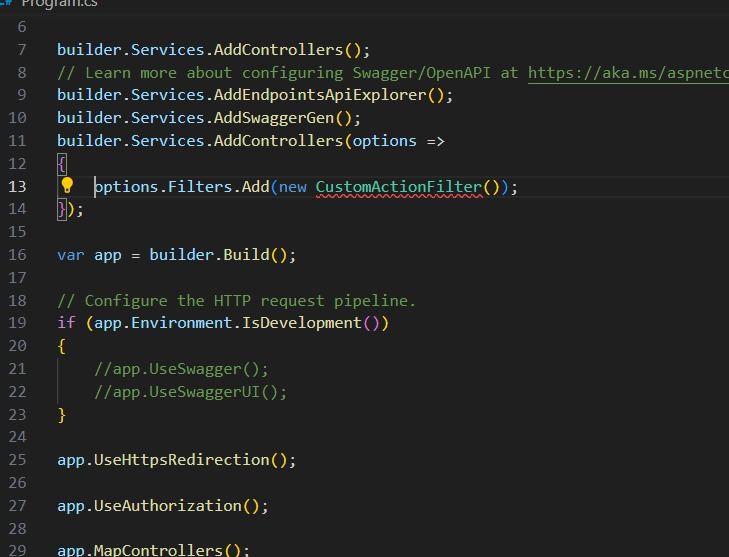 Program.cs
6
7 builder.Services.AddControllers();
8 // Learn more about configuring Swagger/OpenAPI at https://aka.ms/aspnetc
9 builder.Services.AddEndpointsApiExplorer();
10 builder.Services.AddSwaggerGen();
11 builder.Services.AddControllers(options =>
12 {
13 options.Filters.Add(new CustomActionFilter());
14 });
15
16 var app = builder.Build();
17
18 // Configure the HTTP request pipeline.
19 if (app.Environment.IsDevelopment())
20 {
21 //app.UseSwagger();
22 //app.UseSwaggerUI();
23 }
24
25 app.UseHttpsRedirection();
26
27 app.UseAuthorization();
28
29 app.MapControllers();